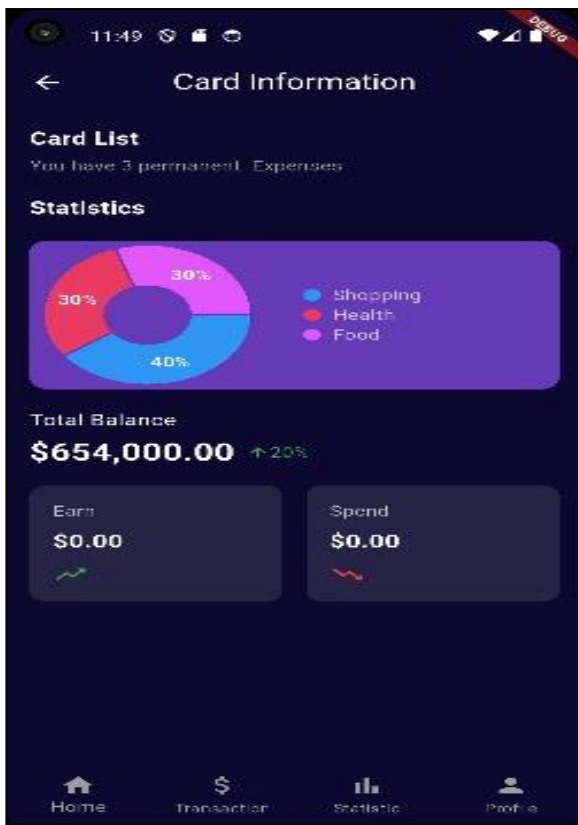 11:49
DEBUG
Card Information
Card List
You have 3 permanent Expenses
Statistics
30%
30%
40%
Shopping
Health
Food
Total Balance
$654,000.00 ↑20%
Earn Spend
$0.00 $0.00
Home Transaction Statistic Profile